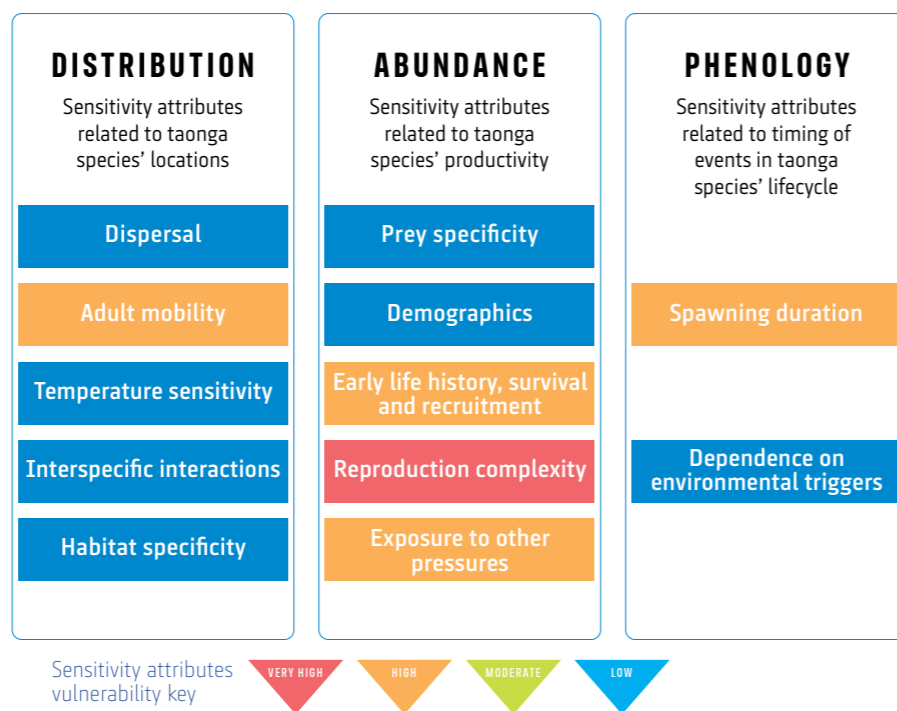 DISTRIBUTION
Sensitivity attributes
related to taonga
species’ locations
Dispersal
Adult mobility
Temperature sensitivity
Interspecific interactions
Habitat specificity
ABUNDANCE
Sensitivity attributes
related to taonga
species’ productivity
Prey specificity
Demographics
Early life history, survival
and recruitment
Reproduction complexity
Exposure to other
pressures
PHENOLOGY
Sensitivity attributes
related to timing of
events in taonga
species’ lifecycle
Spawning duration
Dependence on
environmental triggers
Sensitivity attributes
vulnerability key
VERY HIGH
HIGH
MODERATE
LOW